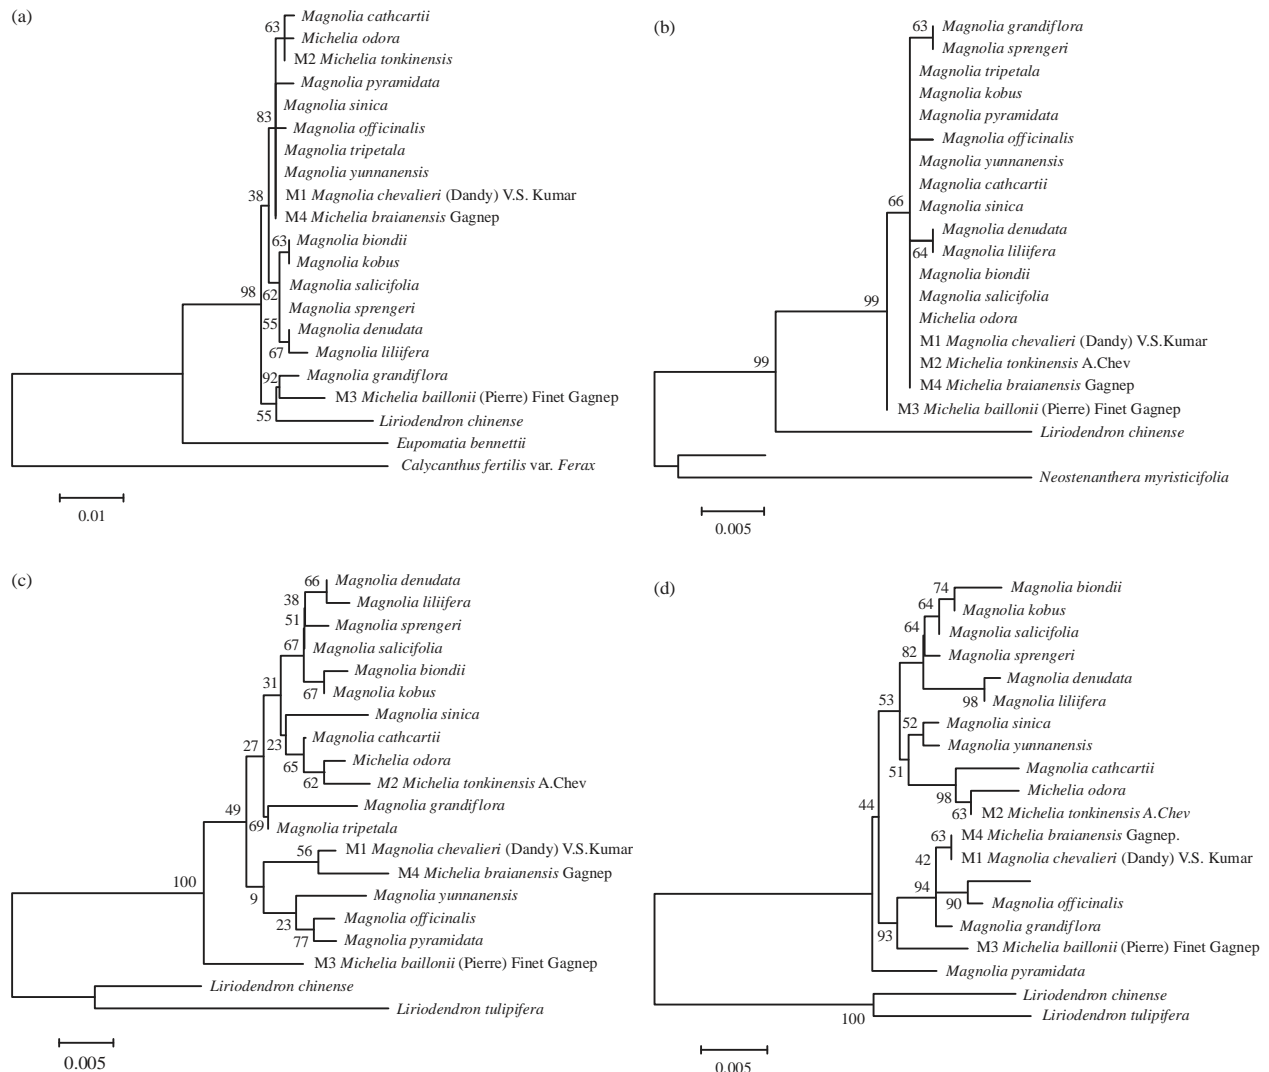 (a)
63
Magnolia cathcartii
Michelia odora
M2 Michelia tonkinensis
Magnolia pyramidata
Magnolia sinica
83
Magnolia officinalis
Magnolia tripetala
Magnolia yunnanensis
38
M1 Magnolia chevalieri (Dandy) V.S. Kumar
M4 Michelia braianensis Gagnep
63
Magnolia biondii
Magnolia kobus
98
62
Magnolia salicifolia
Magnolia sprengeri
55
Magnolia denudata
67
Magnolia liliifera
92
Magnolia grandiflora
M3 Michelia baillonii (Pierre) Finet Gagnep
55
Liriodendron chinense
Eupomatia bennettii
Calycanthus fertilis var. Ferax
0.01
(b)
63
Magnolia grandiflora
Magnolia sprengeri
Magnolia tripetala
Magnolia kobus
Magnolia pyramidata
Magnolia officinalis
Magnolia yunnanensis
Magnolia cathcartii
66
Magnolia sinica
Magnolia denudata
64
Magnolia liliifera
Magnolia biondii
99
Magnolia salicifolia
Michelia odora
M1 Magnolia chevalieri (Dandy) V.S.Kumar
99
M2 Michelia tonkinensis A.Chev
M4 Michelia braianensis Gagnep
M3 Michelia baillonii (Pierre) Finet Gagnep
Liriodendron chinense
Neostenanthera myristicifolia
0.005
(c)
66
Magnolia denudata
38
Magnolia liliifera
51
Magnolia sprengeri
67
Magnolia salicifolia
Magnolia biondii
31
67
Magnolia kobus
Magnolia sinica
27
23
Magnolia cathcartii
65
Michelia odora
62
M2 Michelia tonkinensis A.Chev
49
Magnolia grandiflora
69
Magnolia tripetala
56
M1 Magnolia chevalieri (Dandy) V.S.Kumar
M4 Michelia braianensis Gagnep
100
9
Magnolia yunnanensis
23
Magnolia officinalis
77
Magnolia pyramidata
M3 Michelia baillonii (Pierre) Finet Gagnep
Liriodendron chinense
Liriodendron tulipifera
0.005
(d)
74
Magnolia biondii
64
Magnolia kobus
64
Magnolia salicifolia
82
Magnolia sprengeri
Magnolia denudata
53
98
Magnolia liliifera
52
Magnolia sinica
Magnolia yunnanensis
51
Magnolia cathcartii
98
Michelia odora
44
63
M2 Michelia tonkinensis A.Chev
63
M4 Michelia braianensis Gagnep.
42
M1 Magnolia chevalieri (Dandy) V.S. Kumar
94
90
Magnolia officinalis
Magnolia grandiflora
93
M3 Michelia baillonii (Pierre) Finet Gagnep
Magnolia pyramidata
Liriodendron chinense
100
Liriodendron tulipifera
0.005